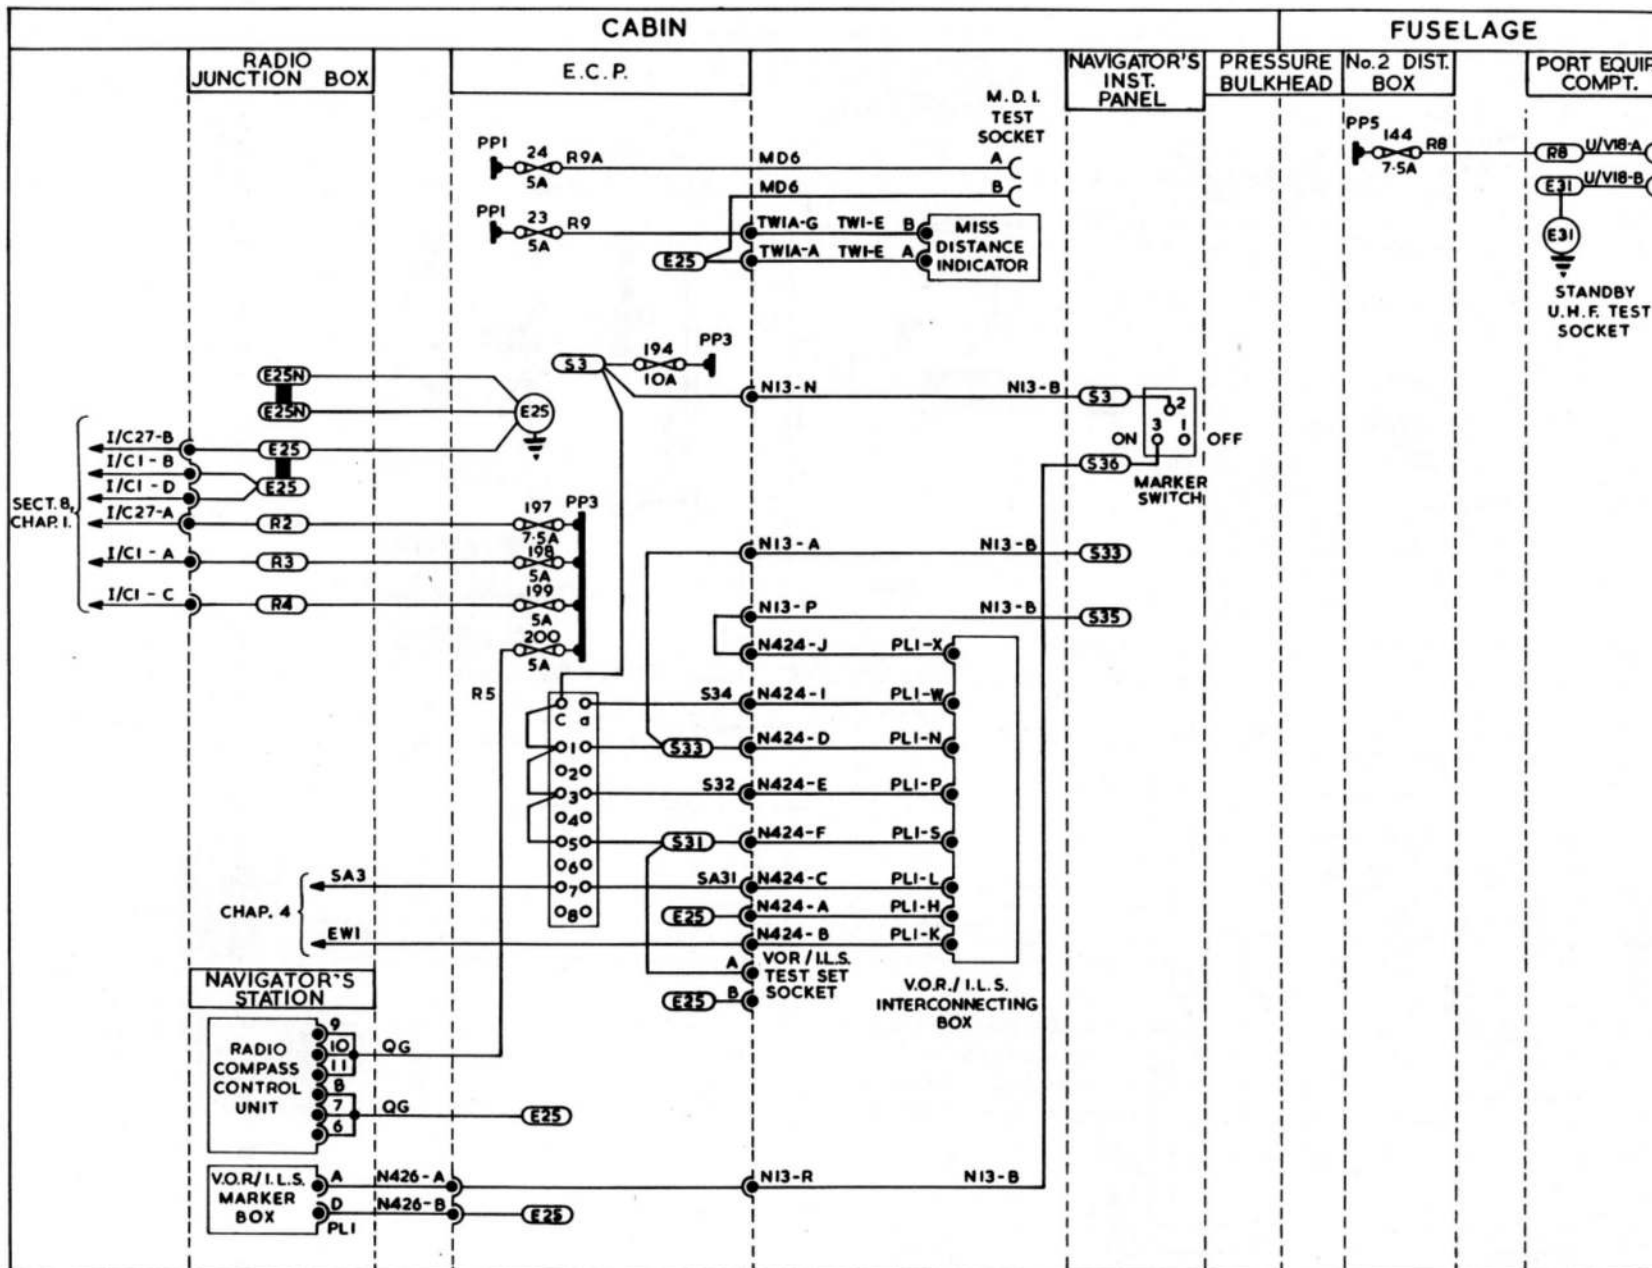 CABIN
FUSELAGE
RADIO
JUNCTION BOX
E.C.P.
NAVIGATOR'S
INST.
PANEL
PRESSURE
BULKHEAD
No.2 DIST.
BOX
PORT EQUIP
COMPT.
M.D.I.
TEST
SOCKET
PP1
24
5A
R9A
MD6
A
MD6
B
PP1
23
5A
R9
TW1A-G
TW1-E
B
E25
TW1A-A
TW1-E
A
MISS
DISTANCE
INDICATOR
PP5
144
7·5A
R8
R8
U/V18-A
E31
U/V18-B
E31
STANDBY
U.H.F. TEST
SOCKET
S3
194
10A
PP3
N13-N
N13-B
S3
2
3
1
ON
OFF
S36
MARKER
SWITCH
E25N
E25N
E25
I/C27-B
E25
I/C1-B
E25
I/C1-D
SECT. 8,
CHAP. 1.
I/C27-A
R2
197
7·5A
PP3
I/C1-A
R3
198
5A
I/C1-C
R4
199
5A
200
5A
R5
N13-A
N13-B
S33
N13-P
N13-B
S35
N424-J
PL1-X
C
a
S34
N424-1
PL1-W
1
S33
N424-D
PL1-N
2
3
S32
N424-E
PL1-P
4
5
S31
N424-F
PL1-S
6
7
SA31
N424-C
PL1-L
8
E25
N424-A
PL1-H
N424-B
PL1-K
SA3
CHAP. 4
EW1
A
VOR/I.L.S.
TEST SET
SOCKET
E25
B
V.O.R./I.L.S.
INTERCONNECTING
BOX
NAVIGATOR'S
STATION
RADIO
COMPASS
CONTROL
UNIT
9
10
11
8
7
6
QG
QG
E25
V.O.R/I.L.S.
MARKER
BOX
A
N426-A
N13-R
N13-B
D
N426-B
E25
PL1